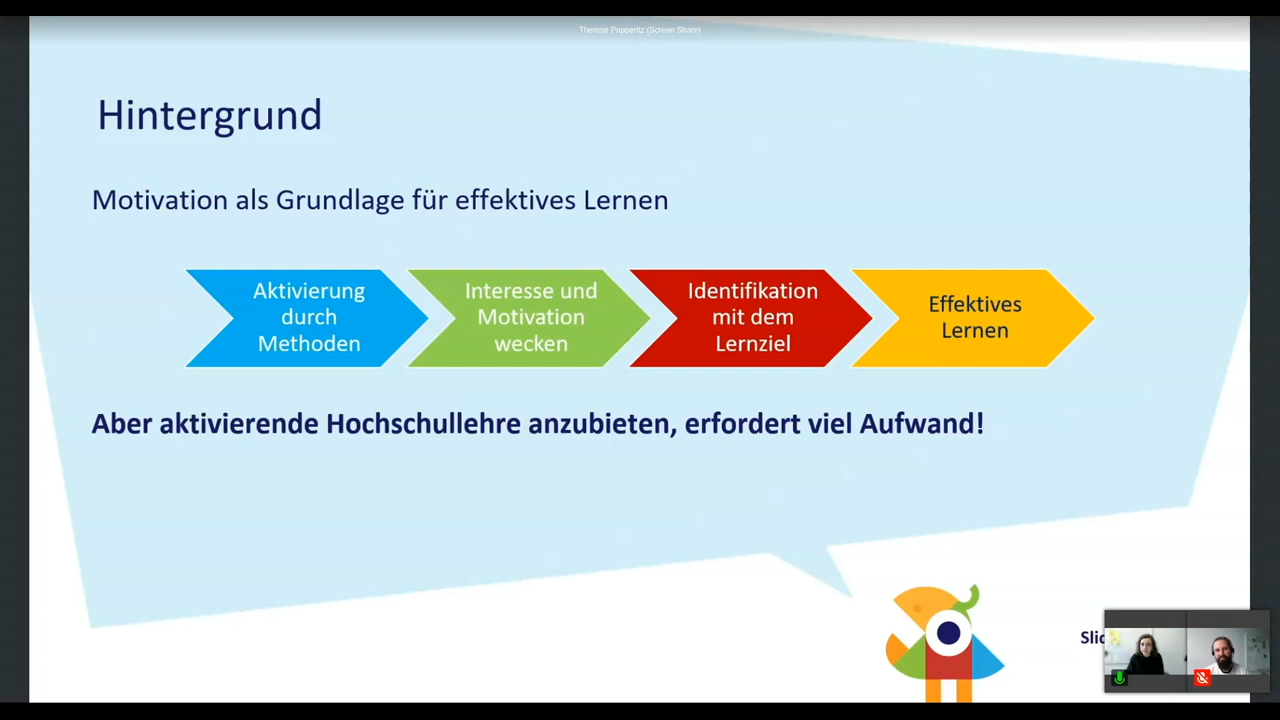 Therese Papperitz (Screen Share)
Hintergrund
Motivation als Grundlage für effektives Lernen
Aktivierung
durch
Methoden
Interesse und
Motivation
wecken
Identifikation
mit dem
Lernziel
Effektives
Lernen
Aber aktivierende Hochschullehre anzubieten, erfordert viel Aufwand!